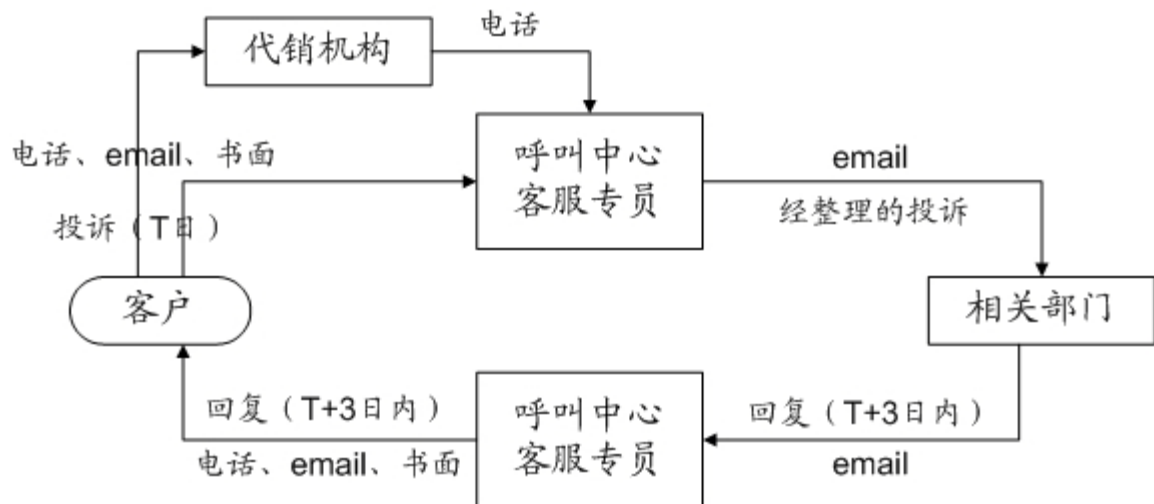 电话
代销机构
呼叫中心
客服专员
电话、email、书面
email
经整理的投诉
投诉（T日）
客户
相关部门
回复（T+3日内）
呼叫中心
客服专员
回复（T+3日内）
电话、email、书面
email